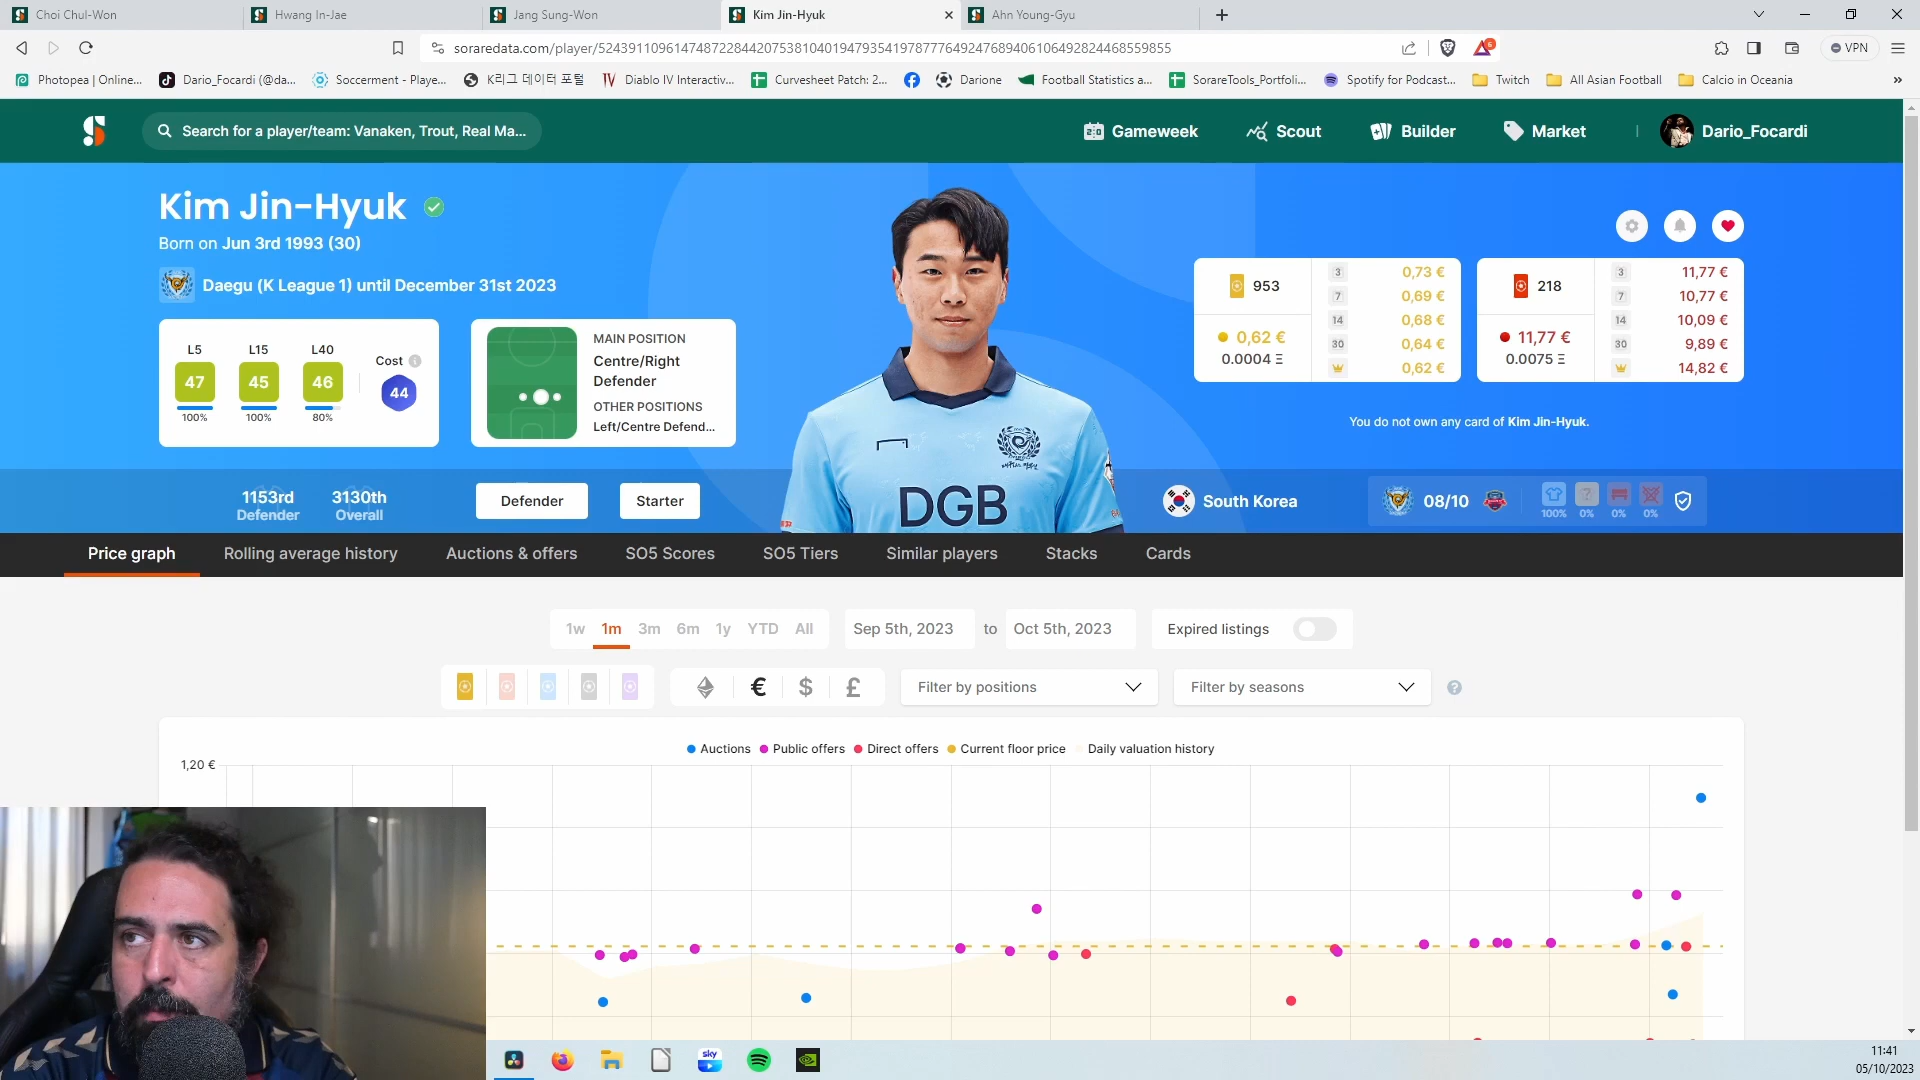 Choi Chul-Won
Hwang In-Jae
Jang Sung-Won
Kim Jin-Hyuk
Ahn Young-Gyu
soraredata.com/player/52439110961474872284420753810401947935419787776492476894061064928244685598​55
6
VPN
Photopea | Online...
Dario_Focardi (@da...
Soccerment - Playe...
K리그 데이터 포털
Diablo IV Interactiv...
Curvesheet Patch: 2...
Darione
Football Statistics a...
SorareTools_Portfoli...
Spotify for Podcast...
Twitch
All Asian Football
Calcio in Oceania
Search for a player/team: Vanaken, Trout, Real Ma...
Gameweek
Scout
Builder
Market
Dario_Focardi
Kim Jin-Hyuk
Born on Jun 3rd 1993 (30)
Daegu (K League 1) until December 31st 2023
L5
L15
L40
Cost
47
45
46
44
100%
100%
80%
MAIN POSITION
Centre/Right
Defender
OTHER POSITIONS
Left/Centre Defend...
953
0,62 €
0.0004 Ξ
3 0,73 €
7 0,69 €
14 0,68 €
30 0,64 €
0,62 €
218
11,77 €
0.0075 Ξ
3 11,77 €
7 10,77 €
14 10,09 €
30 9,89 €
14,82 €
You do not own any card of Kim Jin-Hyuk.
DGB
1153rd
Defender
3130th
Overall
Defender
Starter
South Korea
08/10
100%
0%
0%
0%
Price graph
Rolling average history
Auctions & offers
SO5 Scores
SO5 Tiers
Similar players
Stacks
Cards
1w
1m
3m
6m
1y
YTD
All
Sep 5th, 2023
to
Oct 5th, 2023
Expired listings
€
$
£
Filter by positions
Filter by seasons
?
Auctions
Public offers
Direct offers
Current floor price
Daily valuation history
1,20 €
sky
11:41
05/10/2023